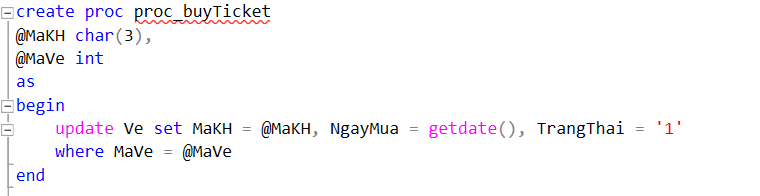 create proc proc_buyTicket
@MaKH char(3),
@MaVe int
as
begin
update Ve set MaKH = @MaKH, NgayMua = getdate(), TrangThai = '1'
where MaVe = @MaVe
end